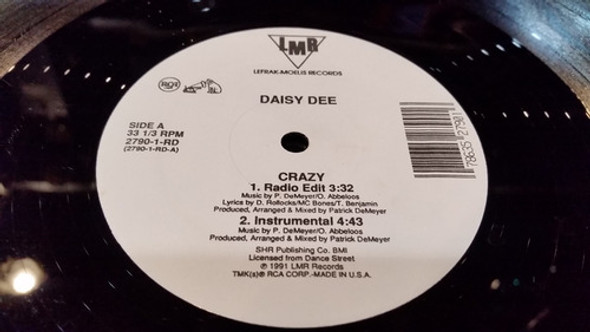 LMR
LEFRAK-MOELIS RECORDS
RCA
DAISY DEE
SIDE A
33 1/3 RPM
2790-1-RD
(2790-1-RD-A)
78635 27901
CRAZY
1. Radio Edit 3:32
Music by P. DeMeyer/O. Abbeloos
Lyrics by D. Rollocks/MC Bones/T. Benjamin
Produced, Arranged & Mixed by Patrick DeMeyer
2. Instrumental 4:43
Music by P. DeMeyer/O. Abbeloos
Produced, Arranged & Mixed by Patrick DeMeyer
SHR Publishing Co. BMI
Licensed from Dance Street
℗ 1991 LMR Records
TMK(s)® RCA CORP.-MADE IN U.S.A.